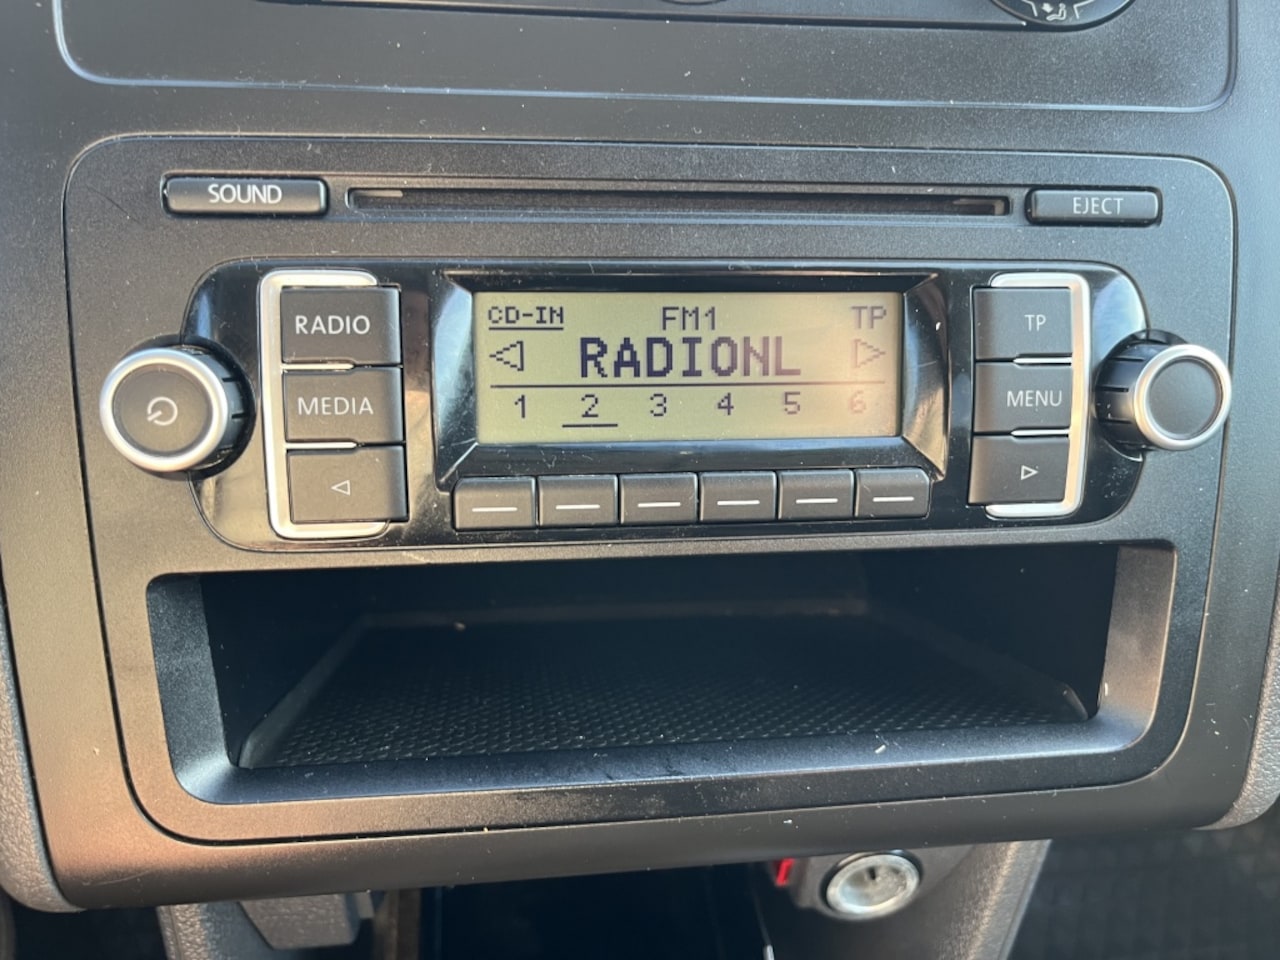 SOUND
EJECT
RADIO
MEDIA
CD-IN FM1 TP
RADIONL
1 2 3 4 5 6
TP
MENU